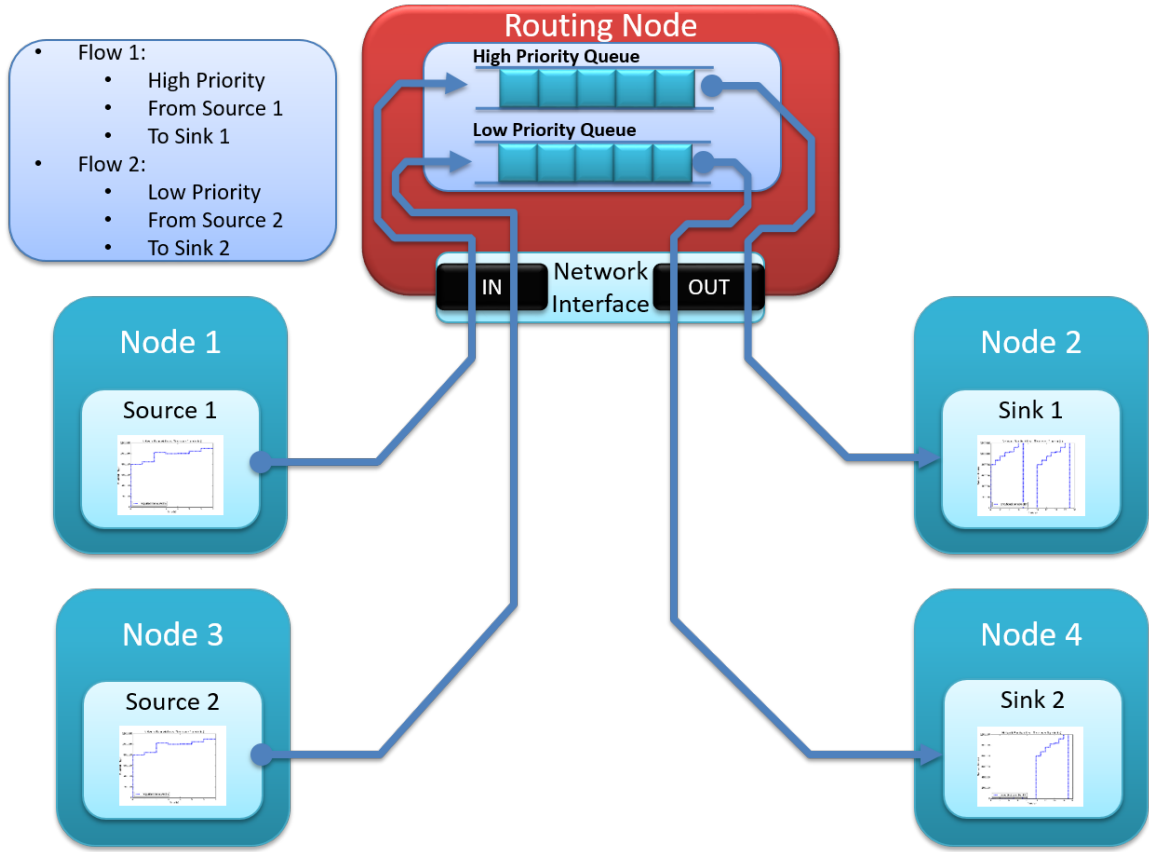 Routing Node
High Priority Queue
Low Priority Queue
• Flow 1:
• High Priority
• From Source 1
• To Sink 1
• Flow 2:
• Low Priority
• From Source 2
• To Sink 2
IN
Network
Interface
OUT
Node 1
Source 1
Node 2
Sink 1
Node 3
Source 2
Node 4
Sink 2